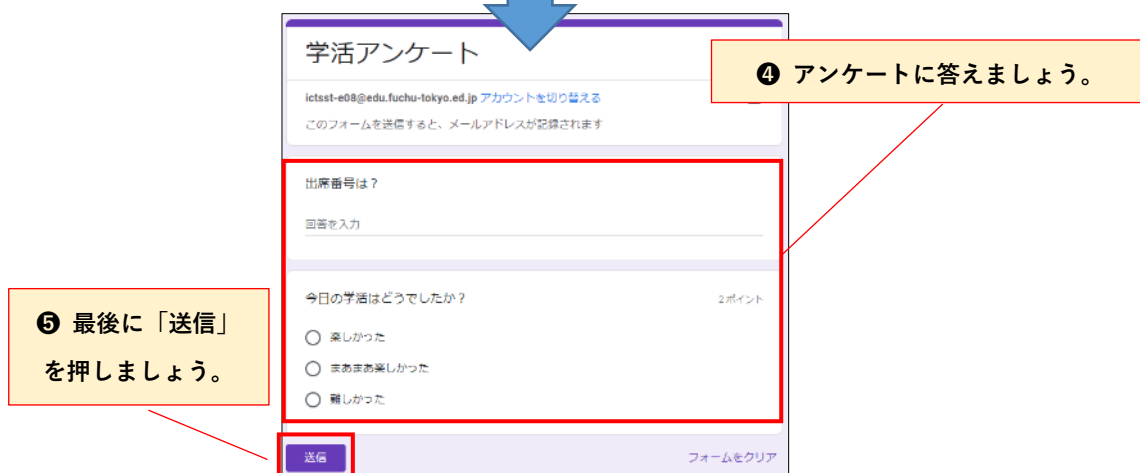 学活アンケート
ictsst-e08@edu.fuchu-tokyo.ed.jp アカウントを切り替える
このフォームを送信すると、メールアドレスが記録されます
❹ アンケートに答えましょう。
出席番号は？
回答を入力
今日の学活はどうでしたか？ 2ポイント
楽しかった
まあまあ楽しかった
難しかった
❺ 最後に「送信」
を押しましょう。
送信 フォームをクリア